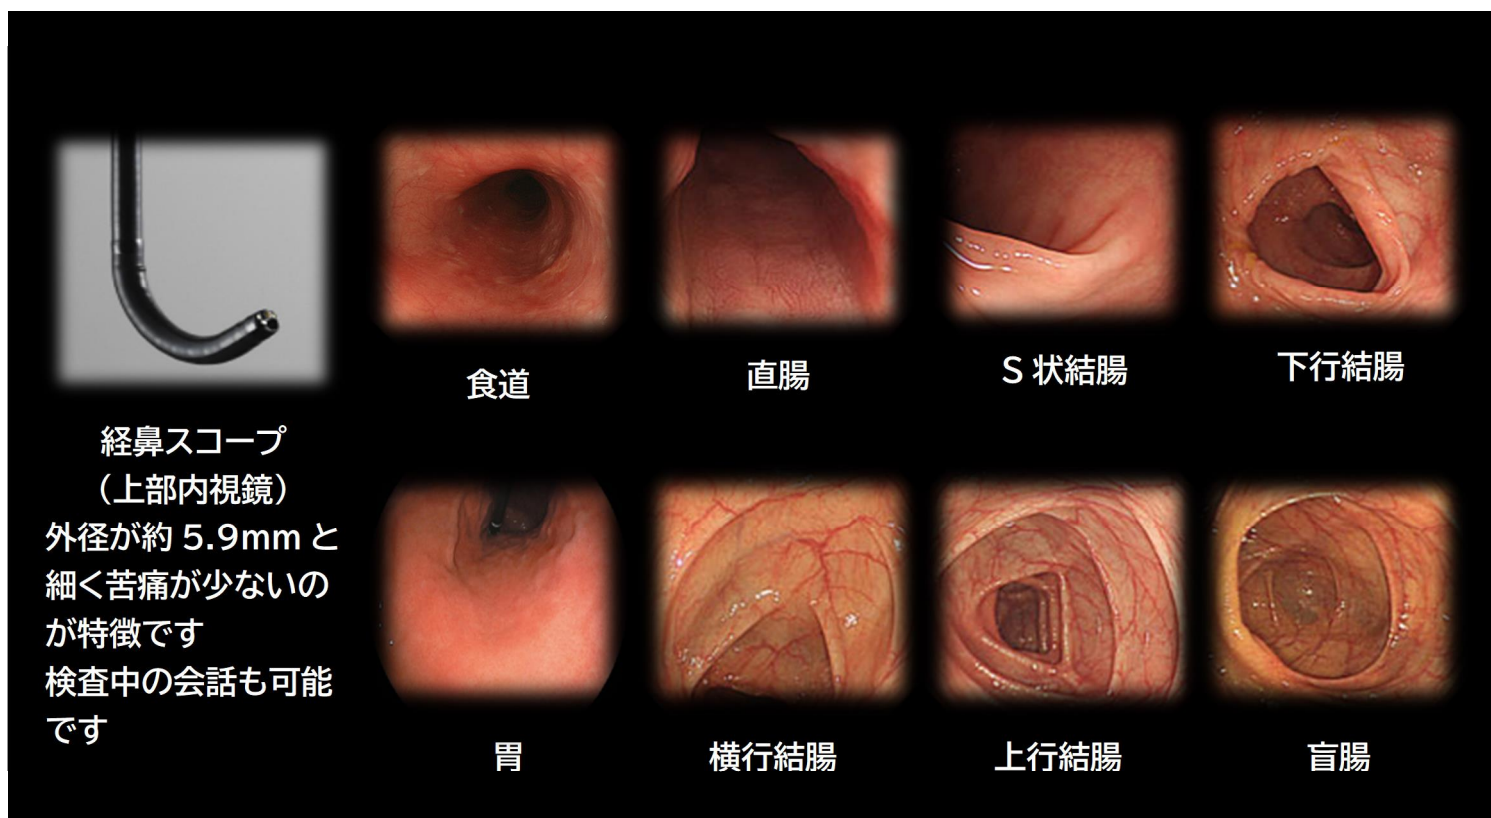 食道
直腸
S 状結腸
下行結腸
経鼻スコープ
（上部内視鏡）
外径が約 5.9mm と
細く苦痛が少ないの
が特徴です
検査中の会話も可能
です
胃
横行結腸
上行結腸
盲腸